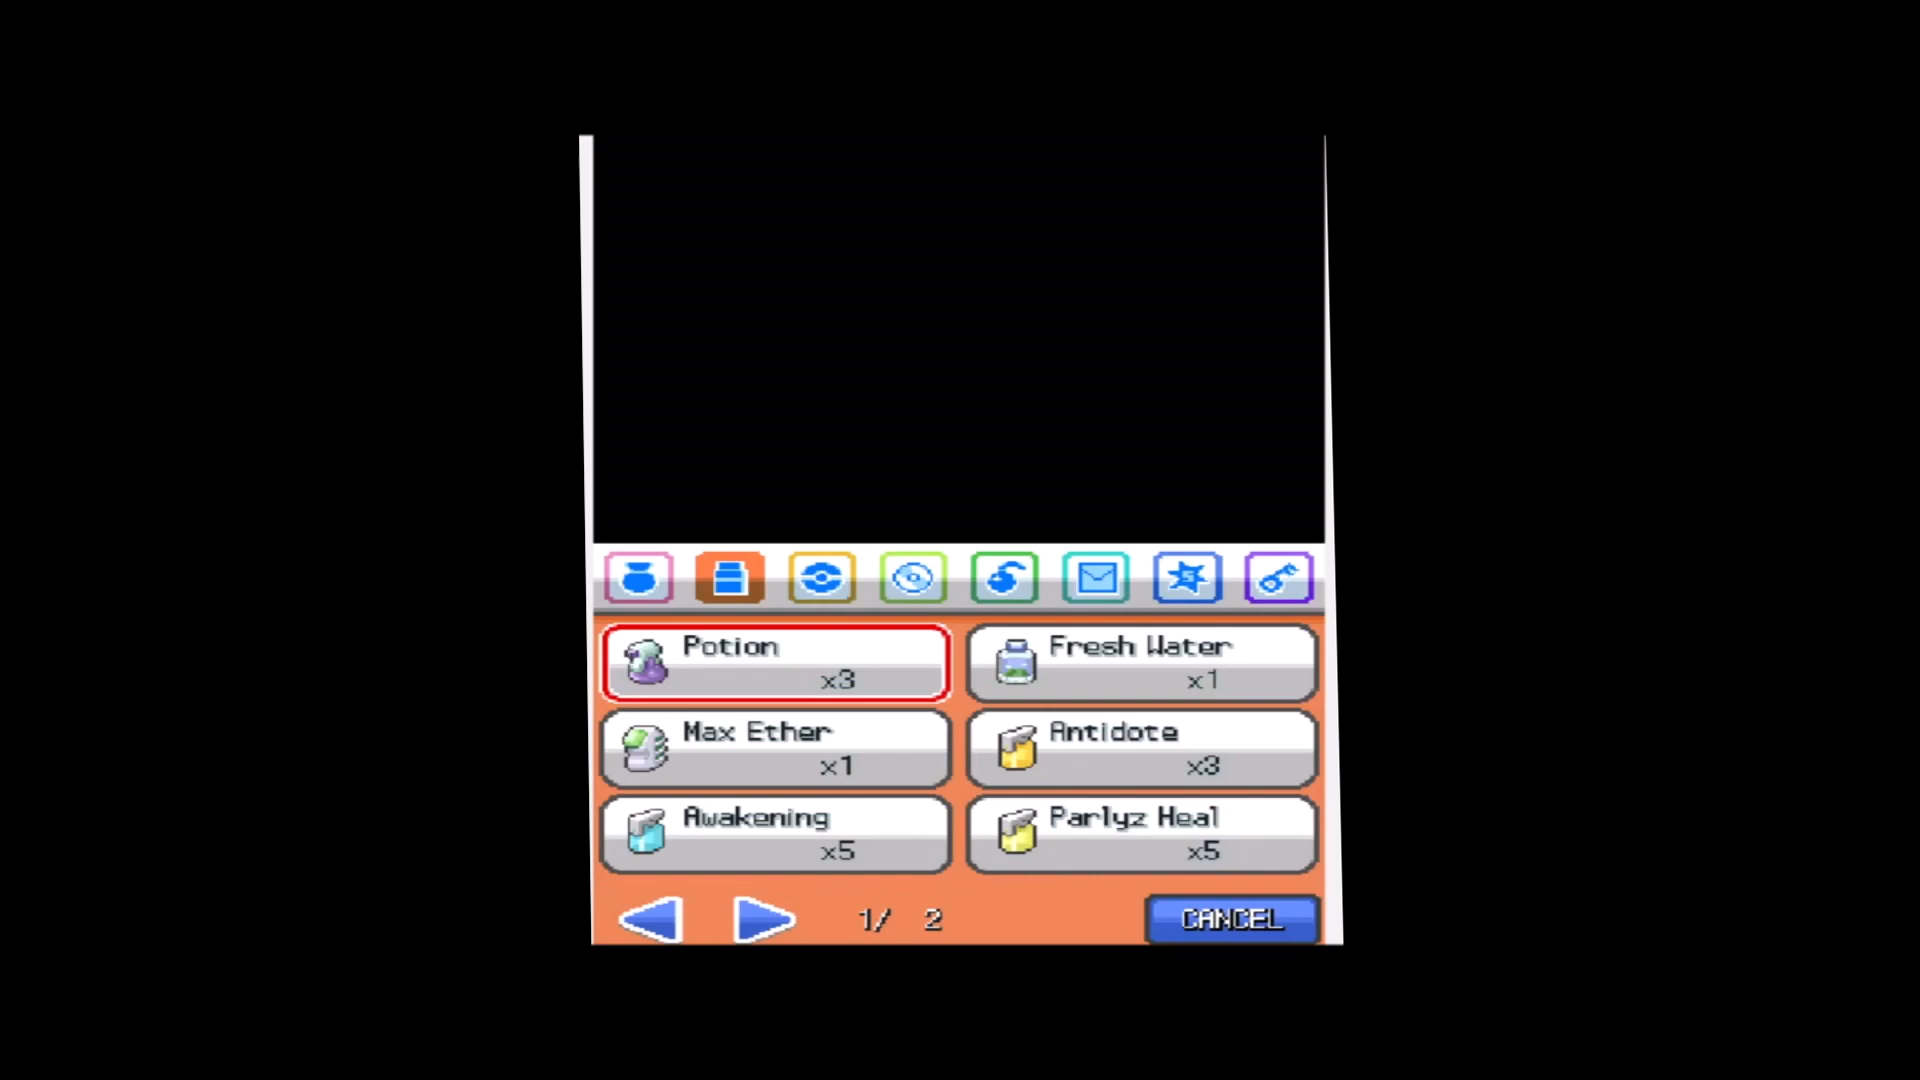 Potion
x3
Fresh Water
x1
Max Ether
x1
Antidote
x3
Awakening
x5
Parlyz Heal
x5
1/ 2
CANCEL